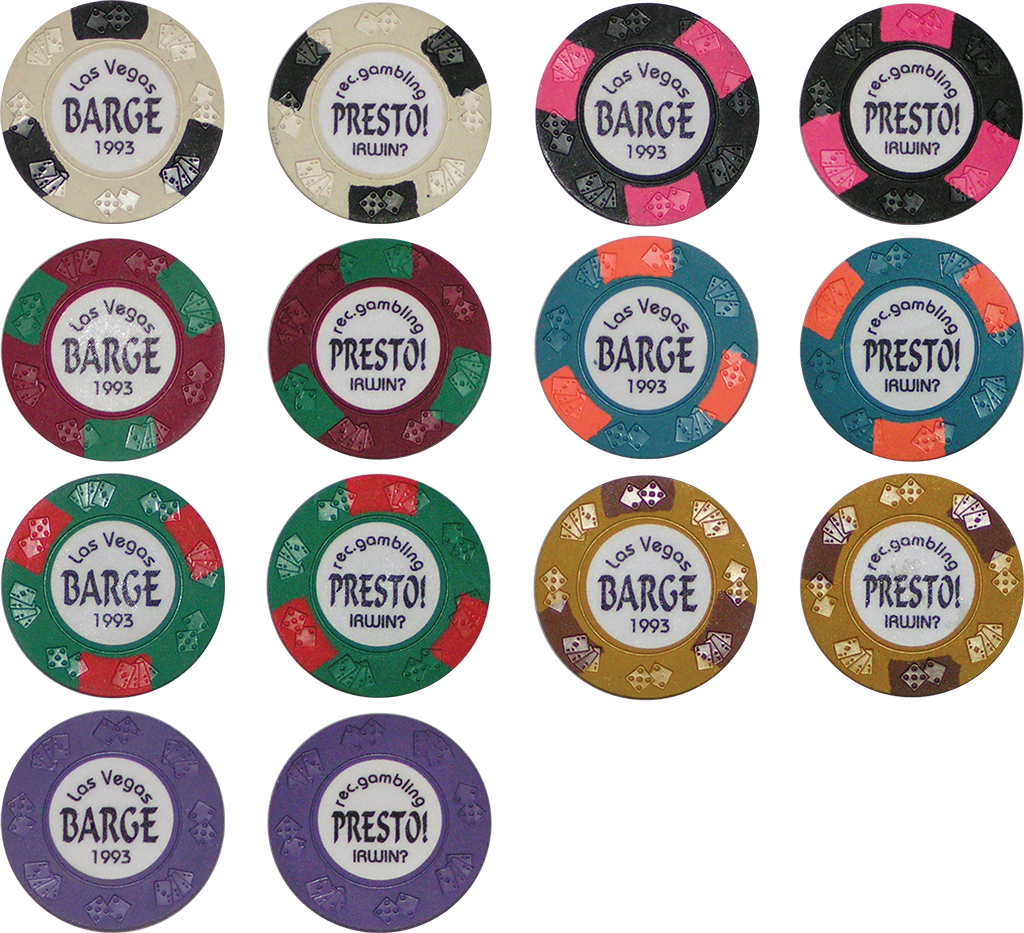 Las Vegas
BARGE
1993
rec.gambling
PRESTO!
IRWIN?
Las Vegas
BARGE
1993
rec.gambling
PRESTO!
IRWIN?
Las Vegas
BARGE
1993
rec.gambling
PRESTO!
IRWIN?
Las Vegas
BARGE
1993
rec.gambling
PRESTO!
IRWIN?
Las Vegas
BARGE
1993
rec.gambling
PRESTO!
IRWIN?
Las Vegas
BARGE
1993
rec.gambling
PRESTO!
IRWIN?
Las Vegas
BARGE
1993
rec.gambling
PRESTO!
IRWIN?